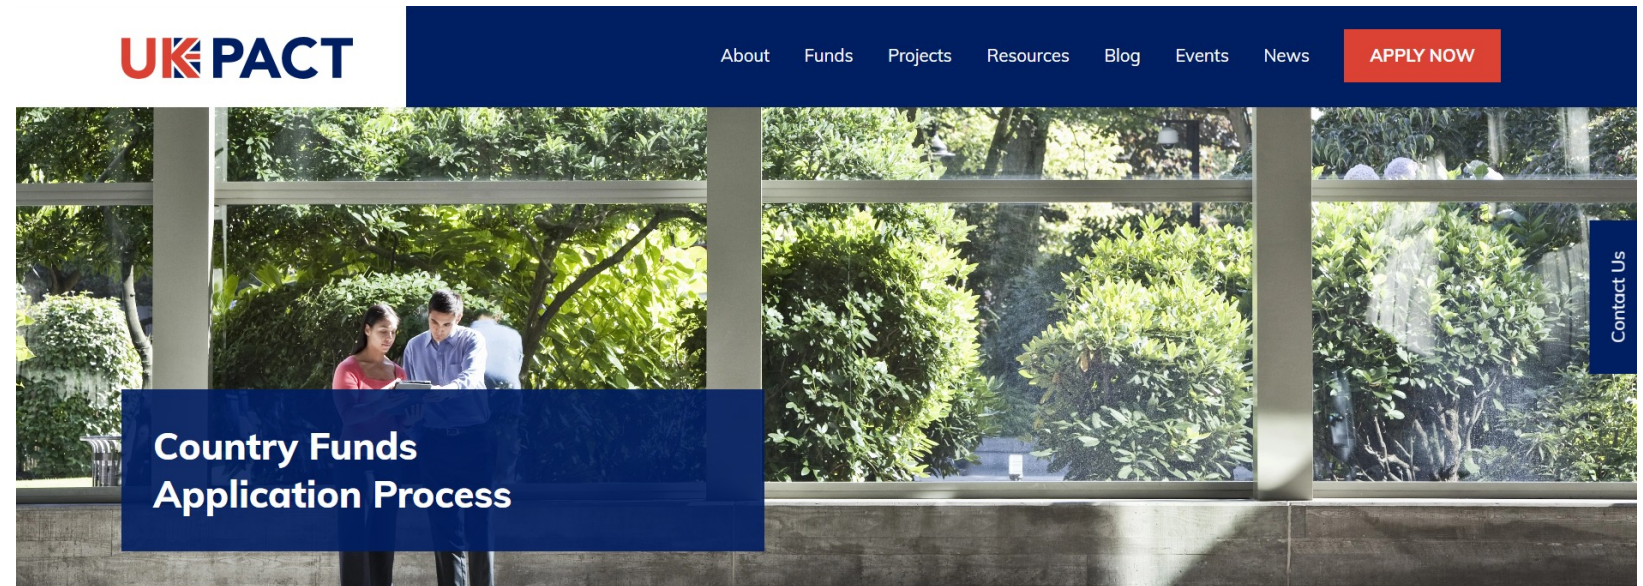 UK PACT
About
Funds
Projects
Resources
Blog
Events
News
APPLY NOW
Contact Us
Country Funds
Application Process